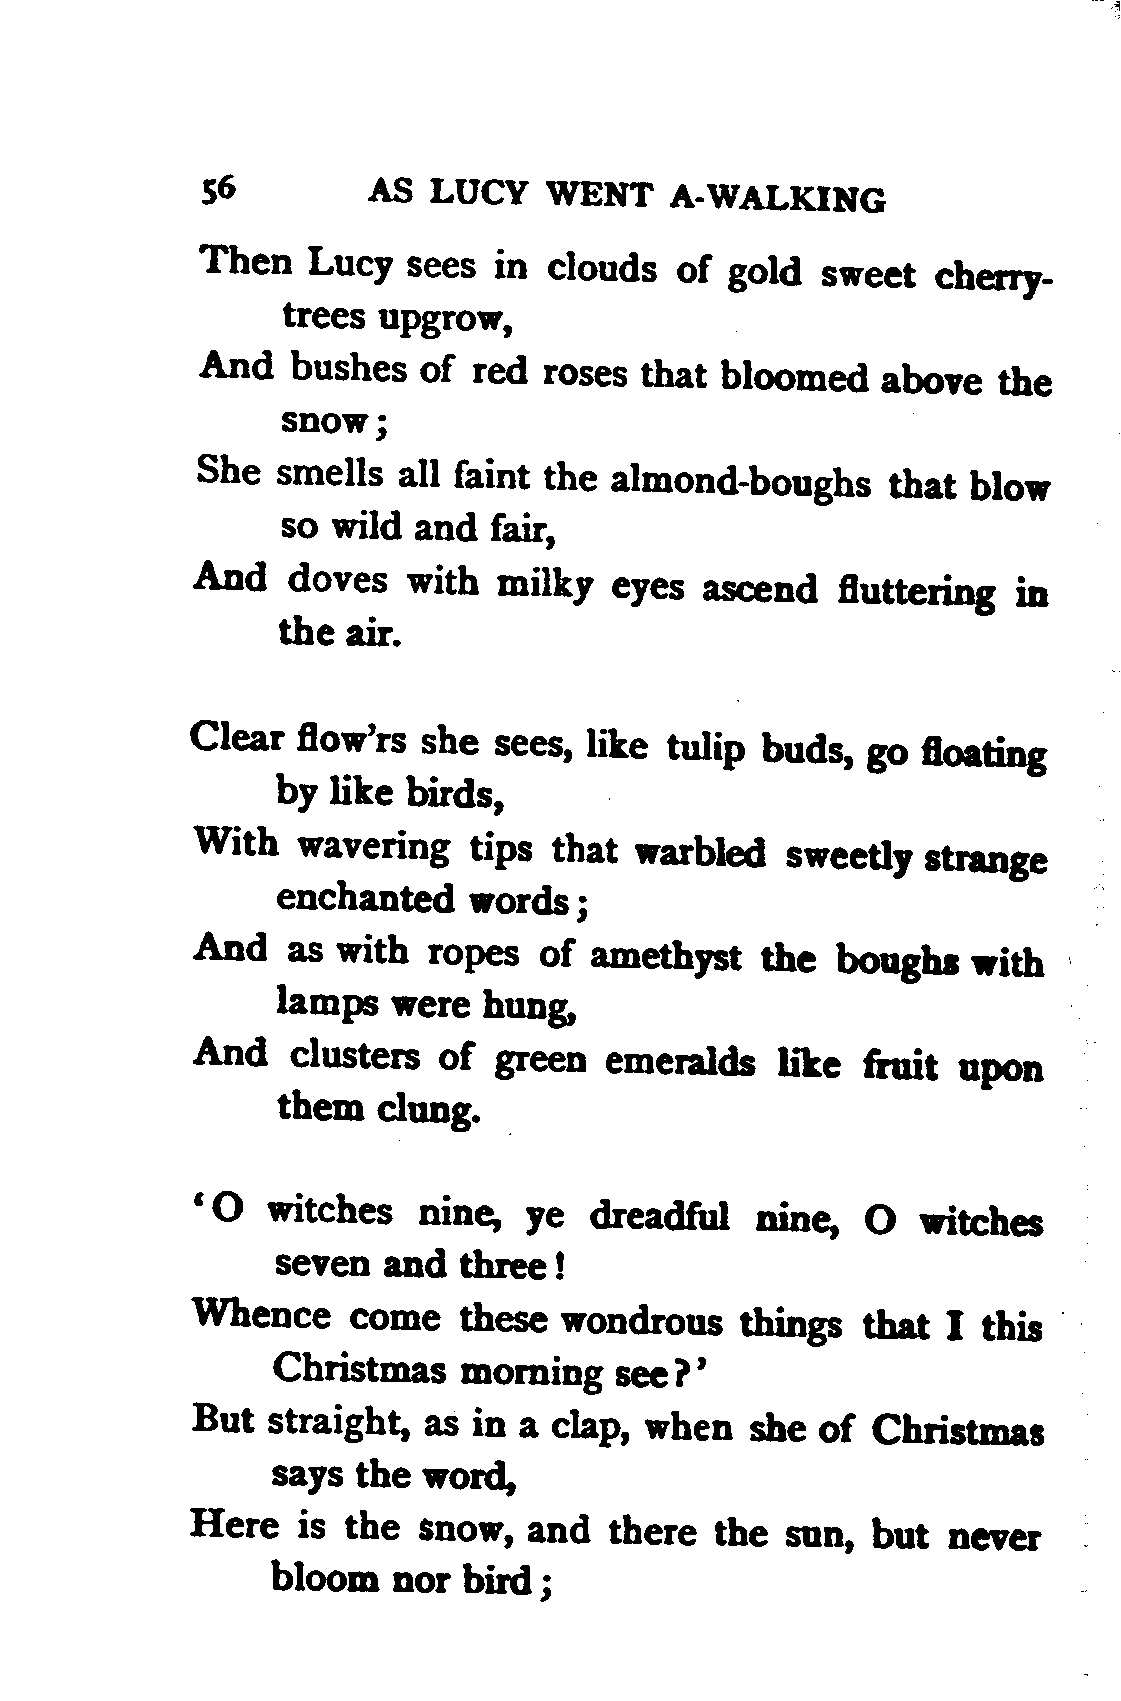 56 AS LUCY WENT A-WALKING
Then Lucy sees in clouds of gold sweet cherry-
trees upgrow,
And bushes of red roses that bloomed above the
snow;
She smells all faint the almond-boughs that blow
so wild and fair,
And doves with milky eyes ascend fluttering in
the air.
Clear flow'rs she sees, like tulip buds, go floating
by like birds,
With wavering tips that warbled sweetly strange
enchanted words;
And as with ropes of amethyst the boughs with
lamps were hung,
And clusters of green emeralds like fruit upon
them clung.
‘O witches nine, ye dreadful nine, O witches
seven and three!
Whence come these wondrous things that I this
Christmas morning see?’
But straight, as in a clap, when she of Christmas
says the word,
Here is the snow, and there the sun, but never
bloom nor bird;